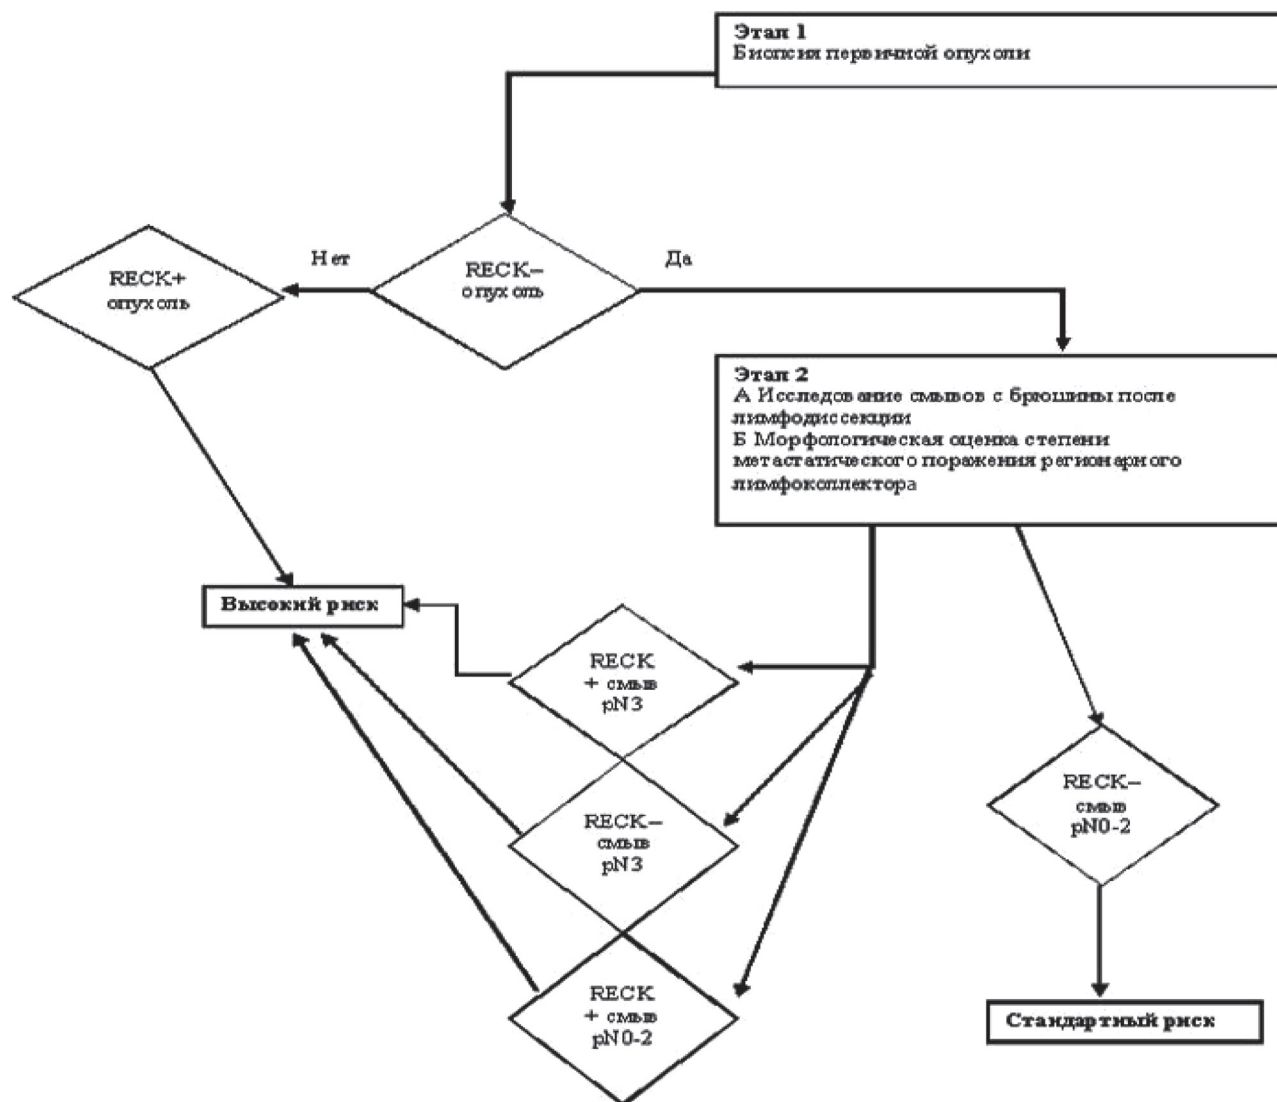 Этап 1
Биопсия первичной опухоли
Нет
Да
RECK+
опухоль
RECK–
опухоль
Этап 2
А Исследование смывов с брюшины после
лимфодиссекции
Б Морфологическая оценка степени
метастатического поражения регионарного
лимфоколлектора
Высокий риск
RECK
+ смыв
pN3
RECK–
смыв
pN3
RECK
+ смыв
pN0-2
RECK–
смыв
pN0-2
Стандартный риск